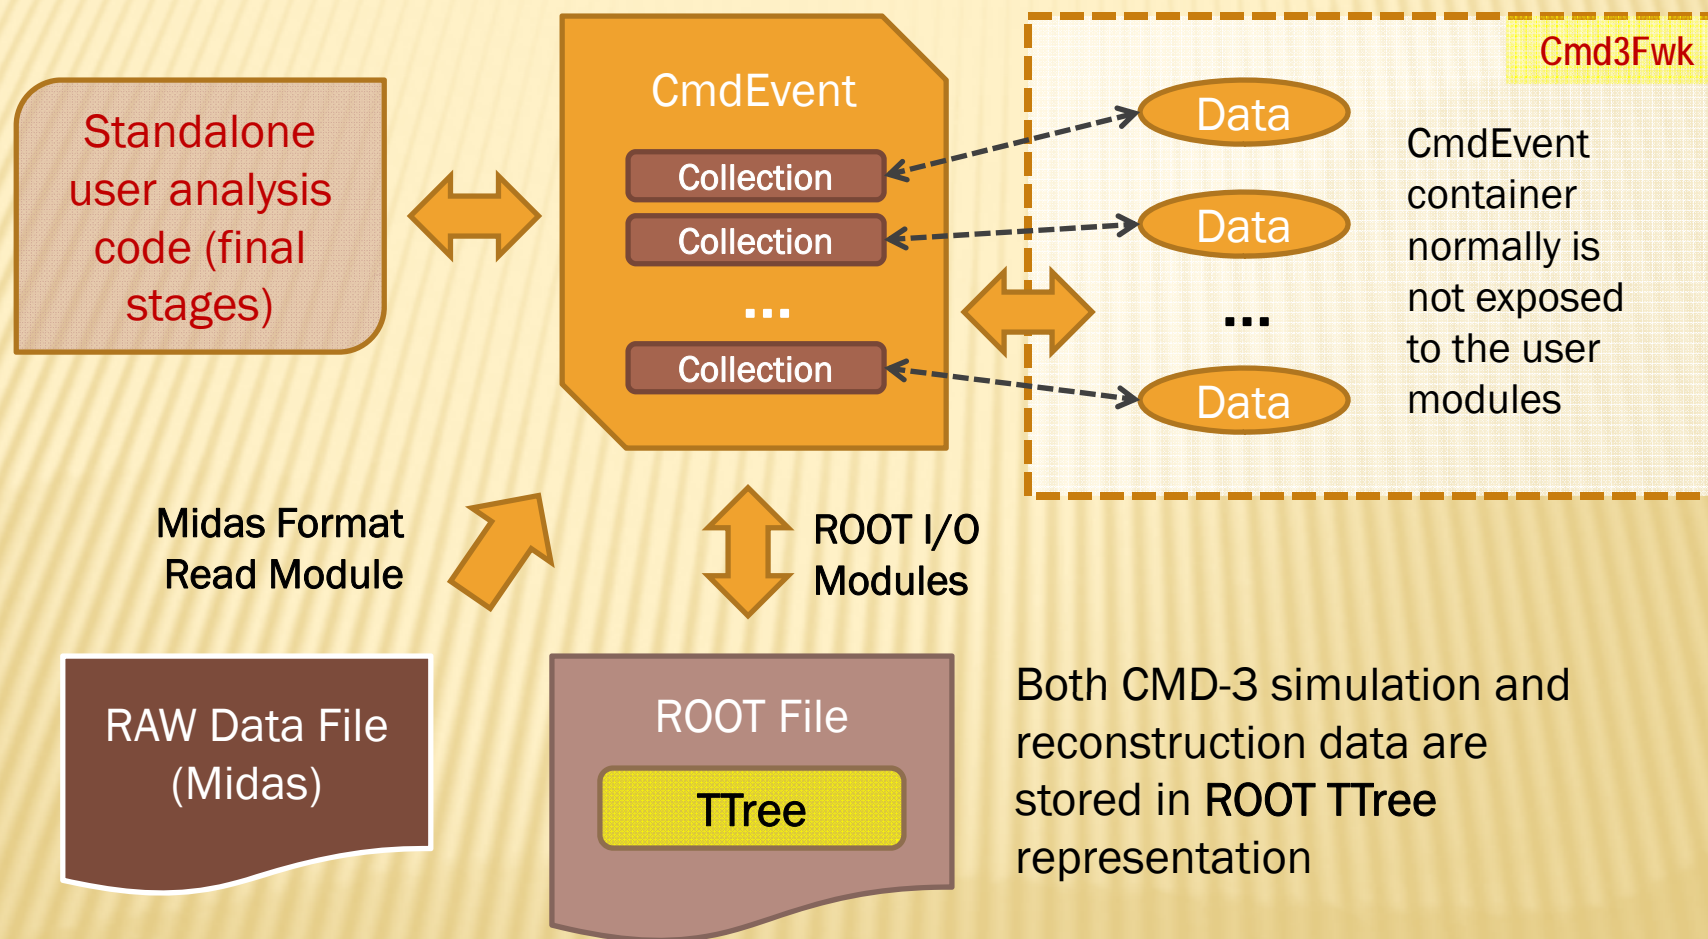 Standalone
user analysis
code (final
stages)
CmdEvent
Collection
Collection
...
Collection
Cmd3Fwk
Data
Data
...
Data
CmdEvent
container
normally is
not exposed
to the user
modules
Midas Format
Read Module
ROOT I/O
Modules
RAW Data File
(Midas)
ROOT File
TTree
Both CMD-3 simulation and
reconstruction data are
stored in ROOT TTree
representation